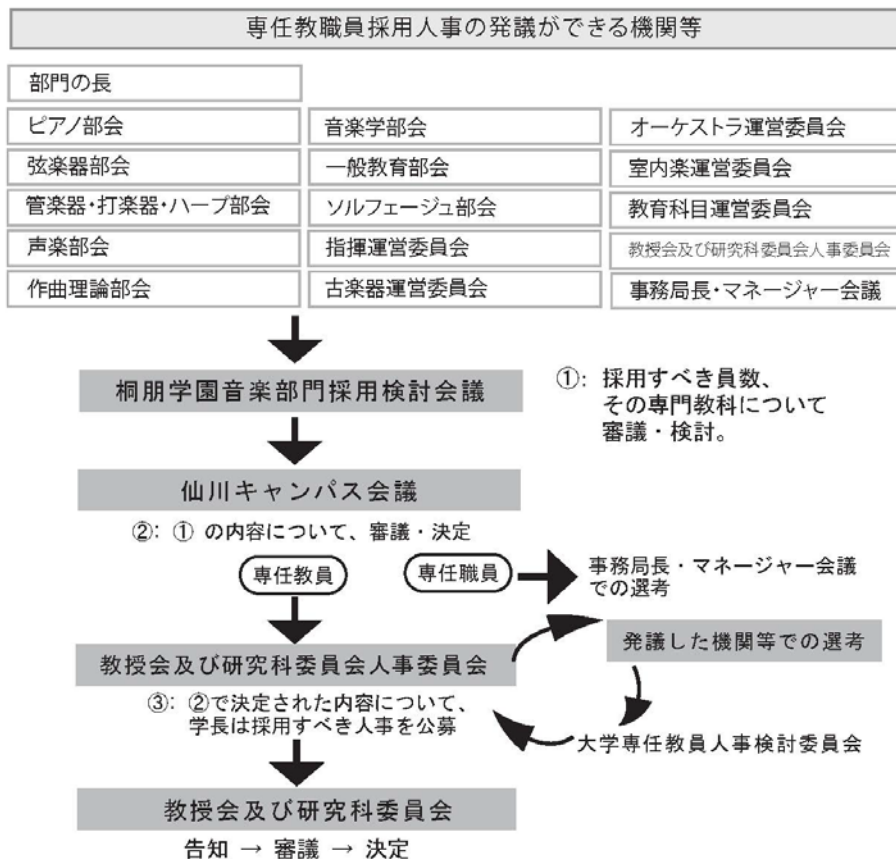 専任教職員採用人事の発議ができる機関等
部門の長
ピアノ部会
音楽学部会
オーケストラ運営委員会
弦楽器部会
一般教育部会
室内楽運営委員会
管楽器・打楽器・ハープ部会
ソルフェージュ部会
教育科目運営委員会
声楽部会
指揮運営委員会
教授会及び研究科委員会人事委員会
作曲理論部会
古楽器運営委員会
事務局長・マネージャー会議
桐朋学園音楽部門採用検討会議
①: 採用すべき員数、
その専門教科について
審議・検討。
仙川キャンパス会議
②: ① の内容について、審議・決定
専任教員
専任職員
事務局長・マネージャー会議
での選考
教授会及び研究科委員会人事委員会
発議した機関等での選考
③: ②で決定された内容について、
学長は採用すべき人事を公募
大学専任教員人事検討委員会
教授会及び研究科委員会
告知 → 審議 → 決定